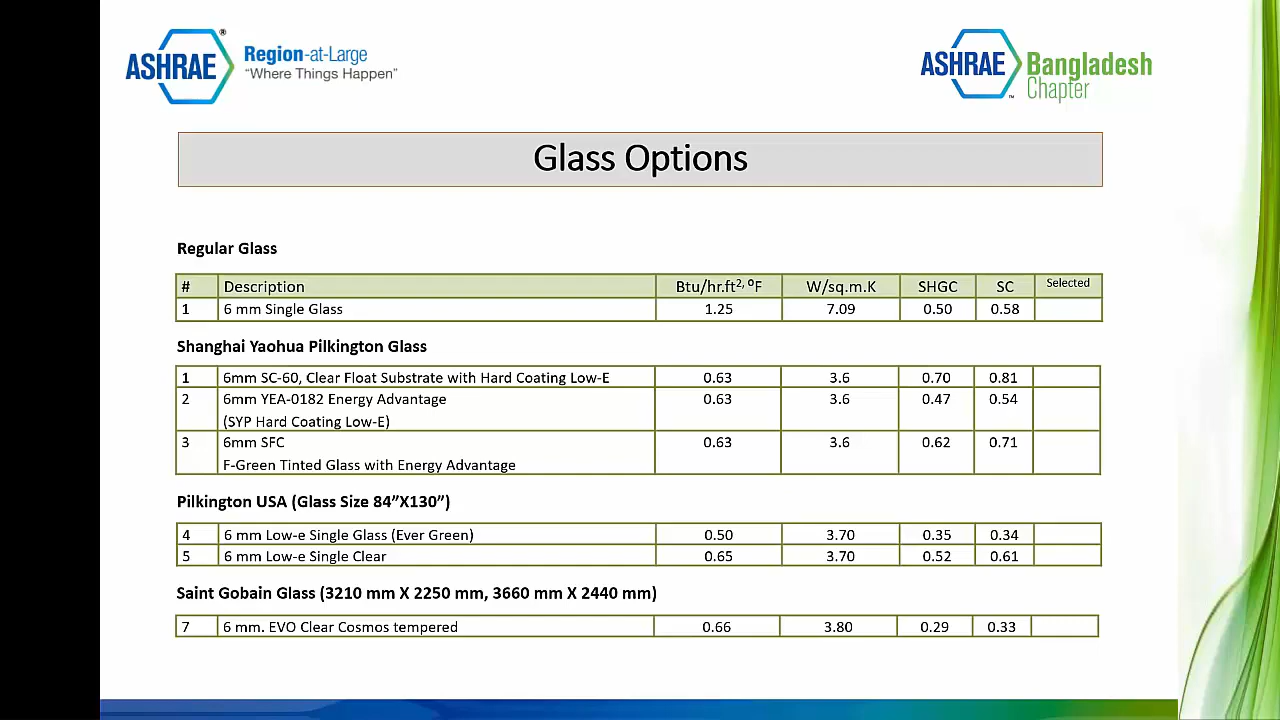 ASHRAE® Region-at-Large
“Where Things Happen”
ASHRAE™ Bangladesh
Chapter
Glass Options
Regular Glass
# Description Btu/hr.ft², ⁰F W/sq.m.K SHGC SC Selected
1 6 mm Single Glass 1.25 7.09 0.50 0.58
Shanghai Yaohua Pilkington Glass
1 6mm SC-60, Clear Float Substrate with Hard Coating Low-E 0.63 3.6 0.70 0.81
2 6mm YEA-0182 Energy Advantage 0.63 3.6 0.47 0.54
(SYP Hard Coating Low-E)
3 6mm SFC 0.63 3.6 0.62 0.71
F-Green Tinted Glass with Energy Advantage
Pilkington USA (Glass Size 84”X130”)
4 6 mm Low-e Single Glass (Ever Green) 0.50 3.70 0.35 0.34
5 6 mm Low-e Single Clear 0.65 3.70 0.52 0.61
Saint Gobain Glass (3210 mm X 2250 mm, 3660 mm X 2440 mm)
7 6 mm. EVO Clear Cosmos tempered 0.66 3.80 0.29 0.33